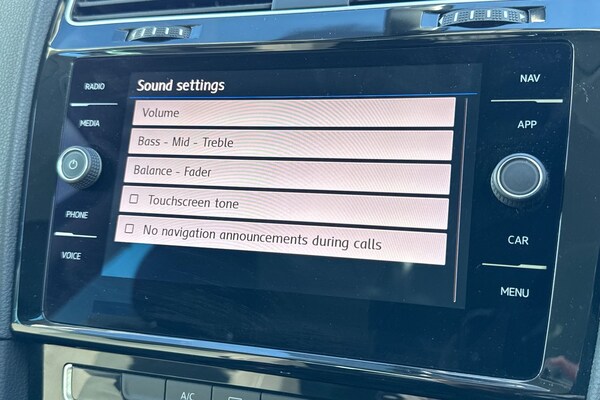 Sound settings
Volume
Bass - Mid - Treble
Balance - Fader
Touchscreen tone
No navigation announcements during calls
RADIO
MEDIA
PHONE
VOICE
NAV
APP
CAR
MENU
A/C